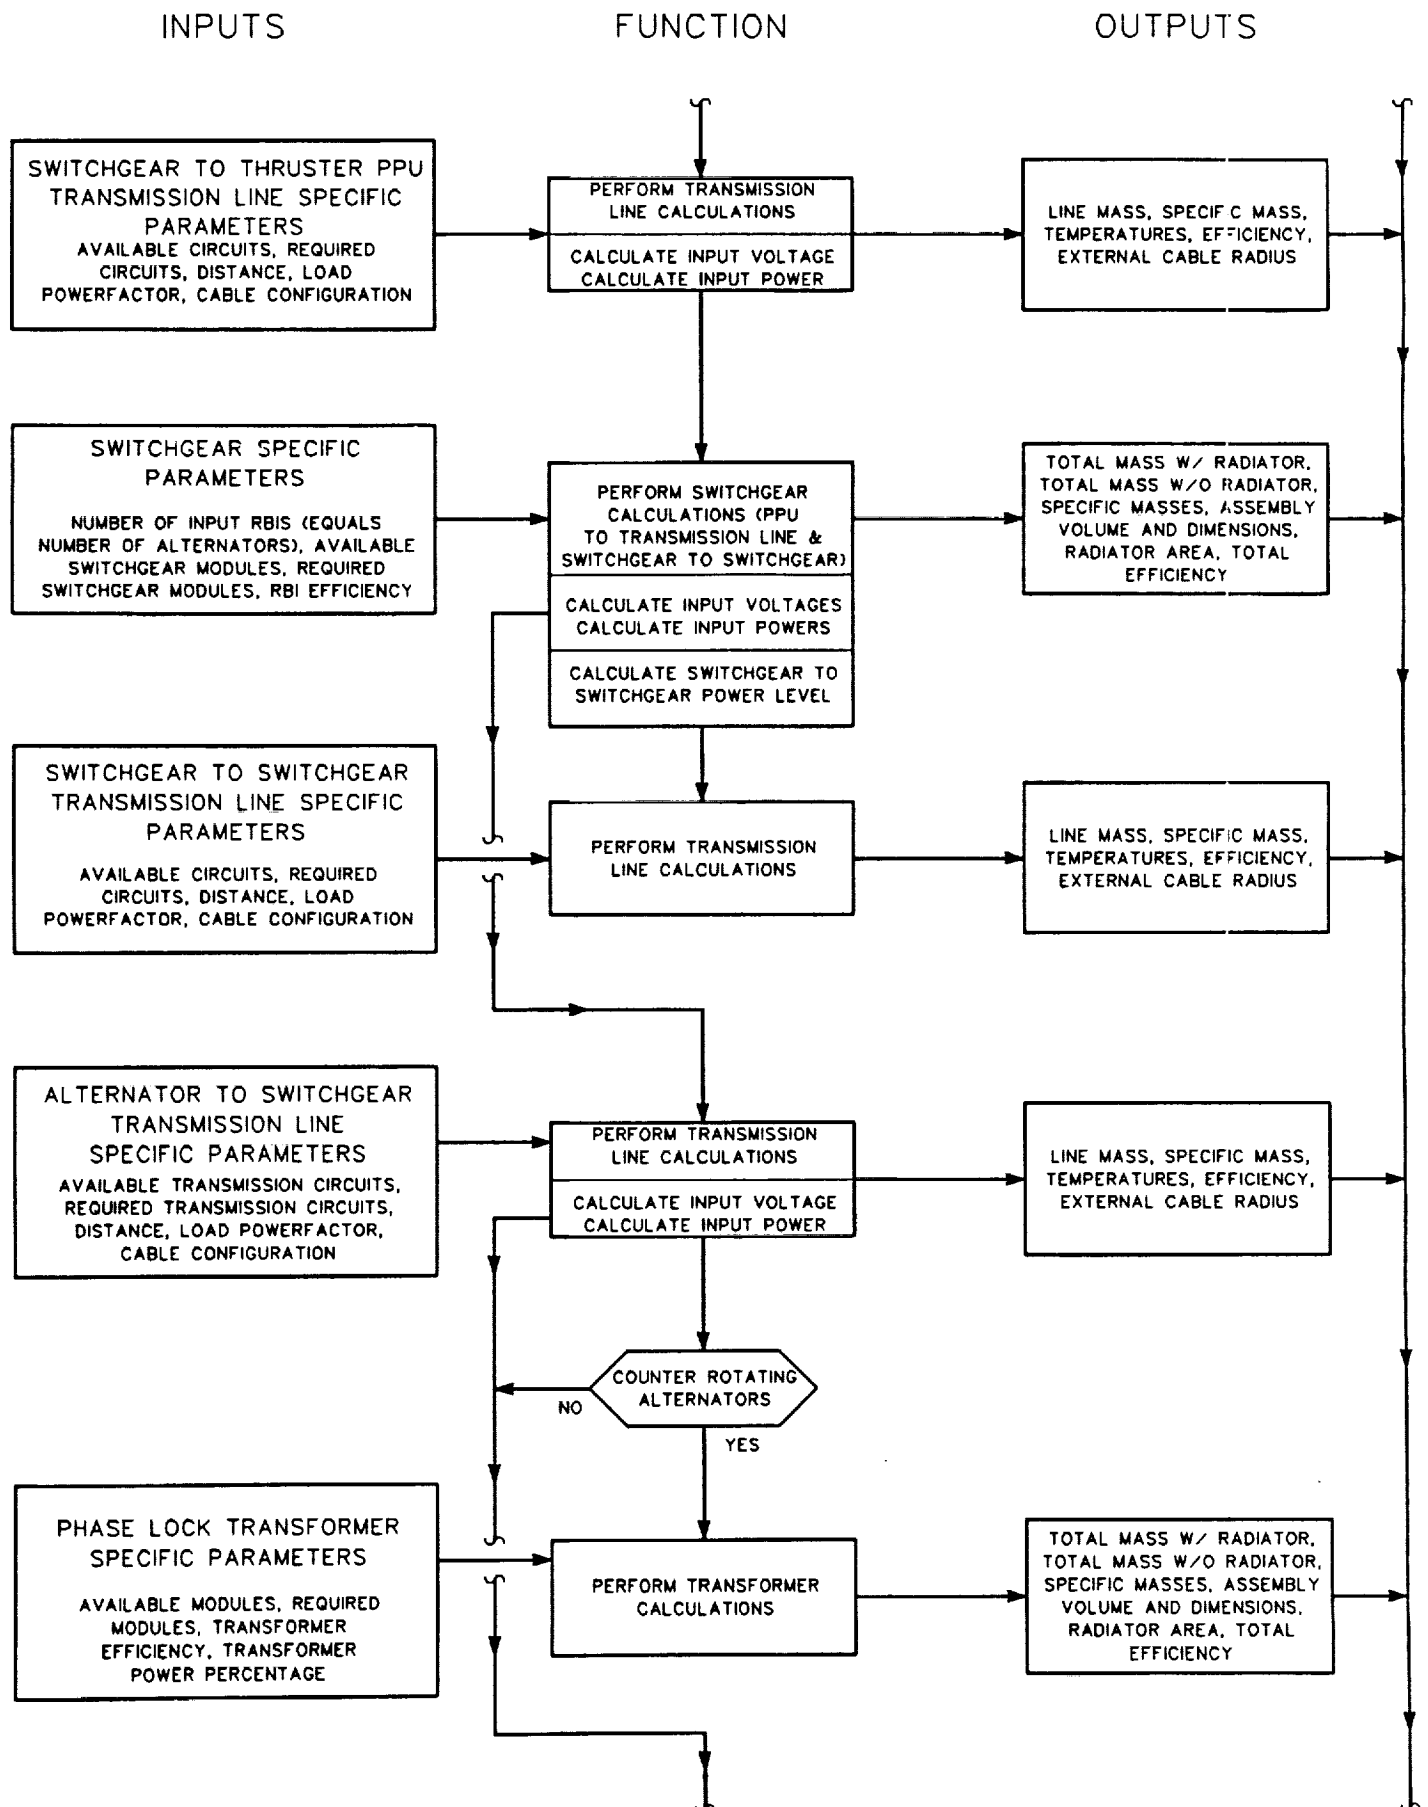 INPUTS
FUNCTION
OUTPUTS
SWITCHGEAR TO THRUSTER PPU
TRANSMISSION LINE SPECIFIC
PARAMETERS
AVAILABLE CIRCUITS, REQUIRED
CIRCUITS, DISTANCE, LOAD
POWERFACTOR, CABLE CONFIGURATION
PERFORM TRANSMISSION
LINE CALCULATIONS
CALCULATE INPUT VOLTAGE
CALCULATE INPUT POWER
LINE MASS, SPECIFIC MASS,
TEMPERATURES, EFFICIENCY,
EXTERNAL CABLE RADIUS
SWITCHGEAR SPECIFIC
PARAMETERS
NUMBER OF INPUT RBIS (EQUALS
NUMBER OF ALTERNATORS), AVAILABLE
SWITCHGEAR MODULES, REQUIRED
SWITCHGEAR MODULES, RBI EFFICIENCY
PERFORM SWITCHGEAR
CALCULATIONS (PPU
TO TRANSMISSION LINE &
SWITCHGEAR TO SWITCHGEAR)
CALCULATE INPUT VOLTAGES
CALCULATE INPUT POWERS
CALCULATE SWITCHGEAR TO
SWITCHGEAR POWER LEVEL
TOTAL MASS W/ RADIATOR,
TOTAL MASS W/O RADIATOR,
SPECIFIC MASSES, ASSEMBLY
VOLUME AND DIMENSIONS,
RADIATOR AREA, TOTAL
EFFICIENCY
SWITCHGEAR TO SWITCHGEAR
TRANSMISSION LINE SPECIFIC
PARAMETERS
AVAILABLE CIRCUITS, REQUIRED
CIRCUITS, DISTANCE, LOAD
POWERFACTOR, CABLE CONFIGURATION
PERFORM TRANSMISSION
LINE CALCULATIONS
LINE MASS, SPECIFIC MASS,
TEMPERATURES, EFFICIENCY,
EXTERNAL CABLE RADIUS
ALTERNATOR TO SWITCHGEAR
TRANSMISSION LINE
SPECIFIC PARAMETERS
AVAILABLE TRANSMISSION CIRCUITS,
REQUIRED TRANSMISSION CIRCUITS,
DISTANCE, LOAD POWERFACTOR,
CABLE CONFIGURATION
PERFORM TRANSMISSION
LINE CALCULATIONS
CALCULATE INPUT VOLTAGE
CALCULATE INPUT POWER
LINE MASS, SPECIFIC MASS,
TEMPERATURES, EFFICIENCY,
EXTERNAL CABLE RADIUS
COUNTER ROTATING
ALTERNATORS
NO
YES
PHASE LOCK TRANSFORMER
SPECIFIC PARAMETERS
AVAILABLE MODULES, REQUIRED
MODULES, TRANSFORMER
EFFICIENCY, TRANSFORMER
POWER PERCENTAGE
PERFORM TRANSFORMER
CALCULATIONS
TOTAL MASS W/ RADIATOR,
TOTAL MASS W/O RADIATOR,
SPECIFIC MASSES, ASSEMBLY
VOLUME AND DIMENSIONS,
RADIATOR AREA, TOTAL
EFFICIENCY